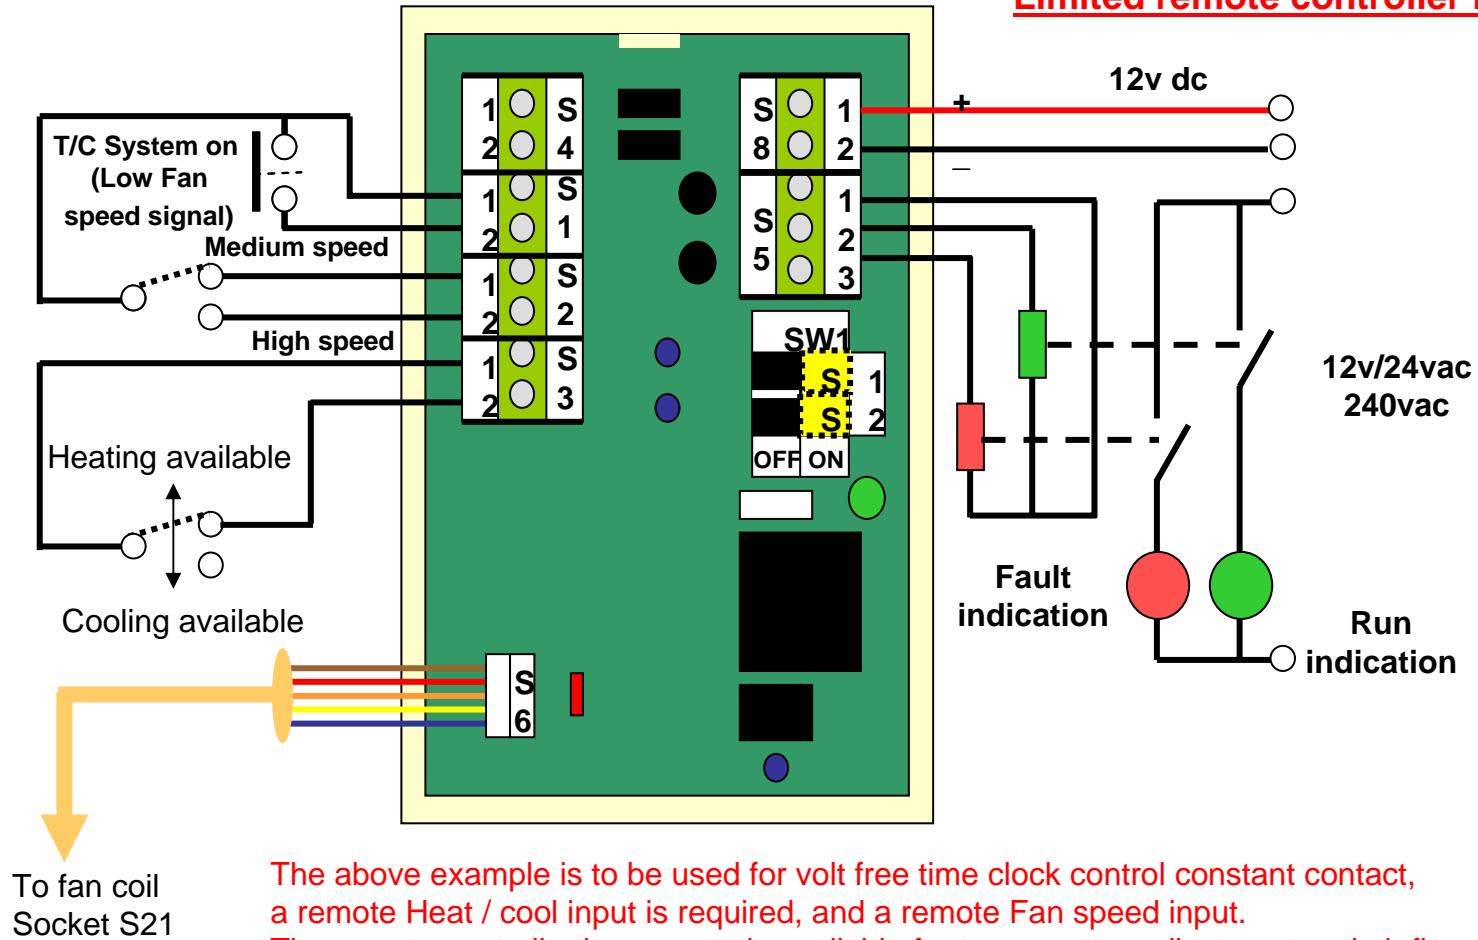 Limited remote controller
12v dc
+
_
T/C System on
(Low Fan
speed signal)
Medium speed
High speed
Heating available
Cooling available
1 S
2 4
1 S
2 1
1 S
2 2
1 S
2 3
S 1
8 2
S 1
5 2
3
SW1
S 1
S 2
OFF ON
S
6
12v/24vac
240vac
Fault
indication
Run
indication
To fan coil
Socket S21
The above example is to be used for volt free time clock control constant contact,
a remote Heat / cool input is required, and a remote Fan speed input.